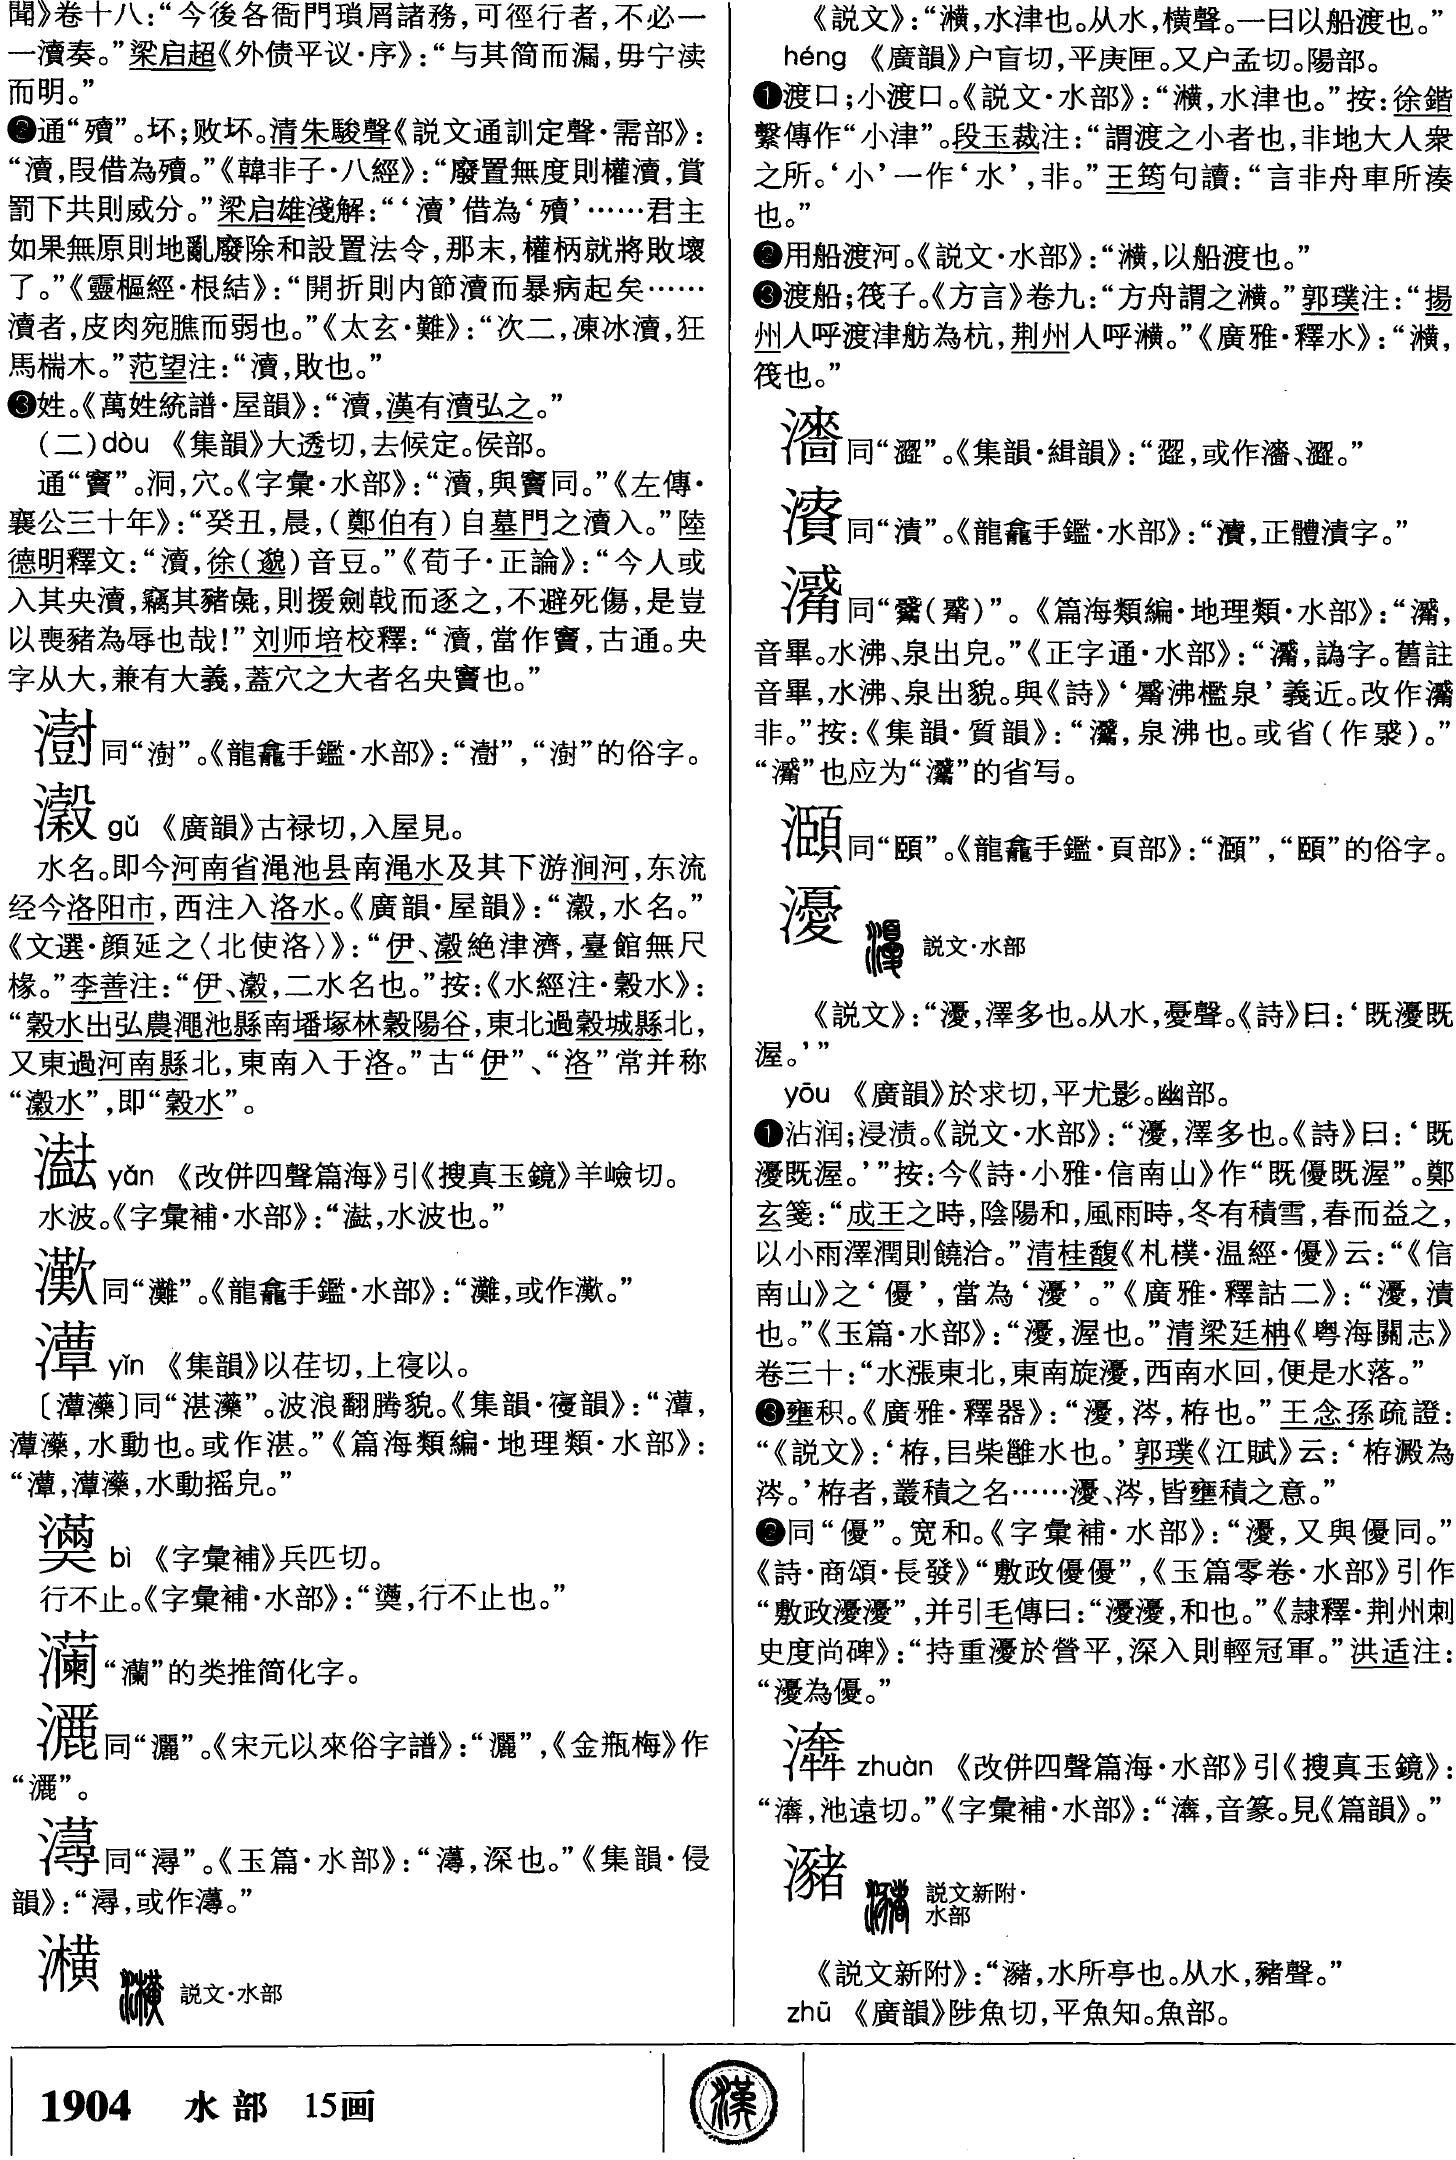 聞》卷十八：“今後各衙門瑣屑諸務，可徑行者，不必一
一瀆奏。”梁启超《外债平议·序》：“与其简而漏，毋宁渎
而明。”
❷通“殰”。坏；败坏。清朱駿聲《説文通訓定聲·需部》：
“瀆，叚借為殰。”《韓非子·八經》：“廢置無度則權瀆，賞
罰下共則威分。”梁启雄淺解：“‘瀆’借為‘殰’……君主
如果無原則地亂廢除和設置法令，那末，權柄就將敗壞
了。”《靈樞經·根結》：“開折則内節瀆而暴病起矣……
瀆者，皮肉宛膲而弱也。”《太玄·難》：“次二，凍冰瀆，狂
馬椯木。”范望注：“瀆，敗也。”
❸姓。《萬姓統譜·屋韻》：“瀆，漢有瀆弘之。”
（二）dòu 《集韻》大透切，去候定。侯部。
通“竇”。洞，穴。《字彙·水部》：“瀆，與竇同。”《左傳·
襄公三十年》：“癸丑，晨，（鄭伯有）自墓門之瀆入。”陸
德明釋文：“瀆，徐（邈）音豆。”《荀子·正論》：“今人或
入其央瀆，竊其豬彘，則援劍戟而逐之，不避死傷，是豈
以喪豬為辱也哉！”刘师培校釋：“瀆，當作竇，古通。央
字从大，兼有大義，蓋穴之大者名央竇也。”
同“澍”。《龍龕手鑑·水部》：“”，“澍”的俗字。
瀔 gǔ 《廣韻》古禄切，入屋見。
水名。即今河南省渑池县南渑水及其下游涧河，东流
经今洛阳市，西注入洛水。《廣韻·屋韻》：“瀔，水名。”
《文選·顔延之〈北使洛〉》：“伊、瀔絶津濟，臺館無尺
椽。”李善注：“伊、瀔，二水名也。”按：《水經注·穀水》：
“穀水出弘農澠池縣南墦塚林穀陽谷，東北過穀城縣北，
又東過河南縣北，東南入于洛。”古“伊”、“洛”常并称
“瀔水”，即“穀水”。
yǎn 《改併四聲篇海》引《搜真玉鏡》羊嶮切。
水波。《字彙補·水部》：“，水波也。”
同“灘”。《龍龕手鑑·水部》：“灘，或作。”
yǐn 《集韻》以荏切，上寑以。
〔濼〕同“湛濼”。波浪翻腾貌。《集韻·寑韻》：“，
濼，水動也。或作湛。”《篇海類編·地理類·水部》：
“，濼，水動摇皃。”
bì 《字彙補》兵匹切。
行不止。《字彙補·水部》：“，行不止也。”
“灡”的类推简化字。
同“灑”。《宋元以來俗字譜》：“灑”，《金瓶梅》作
“”。
同“潯”。《玉篇·水部》：“，深也。”《集韻·侵
韻》：“潯，或作。”
㶇 説文·水部
《説文》：“㶇，水津也。从水，横聲。一曰以船渡也。”
héng 《廣韻》户盲切，平庚匣。又户孟切。陽部。
❶渡口；小渡口。《説文·水部》：“㶇，水津也。”按：徐鍇
繫傳作“小津”。段玉裁注：“謂渡之小者也，非地大人衆
之所。‘小’一作‘水’，非。”王筠句讀：“言非舟車所湊
也。”
❷用船渡河。《説文·水部》：“㶇，以船渡也。”
❸渡船；筏子。《方言》卷九：“方舟謂之㶇。”郭璞注：“揚
州人呼渡津舫為杭，荆州人呼㶇。”《廣雅·釋水》：“㶇，
筏也。”
濇同“澀”。《集韻·緝韻》：“歰，或作濇、澀。”
同“漬”。《龍龕手鑑·水部》：“，正體漬字。”
同“（）”。《篇海類編·地理類·水部》：“，
音畢。水沸、泉出皃。”《正字通·水部》：“，譌字。舊註
音畢，水沸、泉出貌。與《詩》‘觱沸檻泉’義近。改作
非。”按：《集韻·質韻》：“，泉沸也。或省（作）。”
“”也应为“”的省写。
同“頤”。《龍龕手鑑·頁部》：“”，“頤”的俗字。
瀀 説文·水部
《説文》：“瀀，澤多也。从水，憂聲。《詩》曰：‘既瀀既
渥。’”
yōu 《廣韻》於求切，平尤影。幽部。
❶沾润；浸渍。《説文·水部》：“瀀，澤多也。《詩》曰：‘既
瀀既渥。’”按：今《詩·小雅·信南山》作“既優既渥”。鄭
玄箋：“成王之時，陰陽和，風雨時，冬有積雪，春而益之，
以小雨澤潤則饒洽。”清桂馥《札樸·温經·優》云：“《信
南山》之‘優’，當為‘瀀’。”《廣雅·釋詁二》：“瀀，漬
也。”《玉篇·水部》：“瀀，渥也。”清梁廷枏《粤海關志》
卷三十：“水漲東北，東南旋瀀，西南水回，便是水落。”
❸壅积。《廣雅·釋器》：“瀀，涔，栫也。”王念孫疏證：
“《説文》：‘栫，㠯柴雝水也。’郭璞《江賦》云：‘栫澱為
涔。’栫者，叢積之名……瀀、涔，皆壅積之意。”
❷同“優”。宽和。《字彙補·水部》：“瀀，又與優同。”
《詩·商頌·長發》“敷政優優”，《玉篇零卷·水部》引作
“敷政瀀瀀”，并引毛傳曰：“瀀瀀，和也。”《隸釋·荆州刺
史度尚碑》：“持重瀀於營平，深入則輕冠軍。”洪适注：
“瀀為優。”
zhuàn 《改併四聲篇海·水部》引《搜真玉鏡》：
“，池遠切。”《字彙補·水部》：“，音篆。見《篇韻》。”
瀦 説文新附·
水部
《説文新附》：“瀦，水所亭也。从水，豬聲。”
zhū 《廣韻》陟魚切，平魚知。魚部。
1904 水部 15画
漢